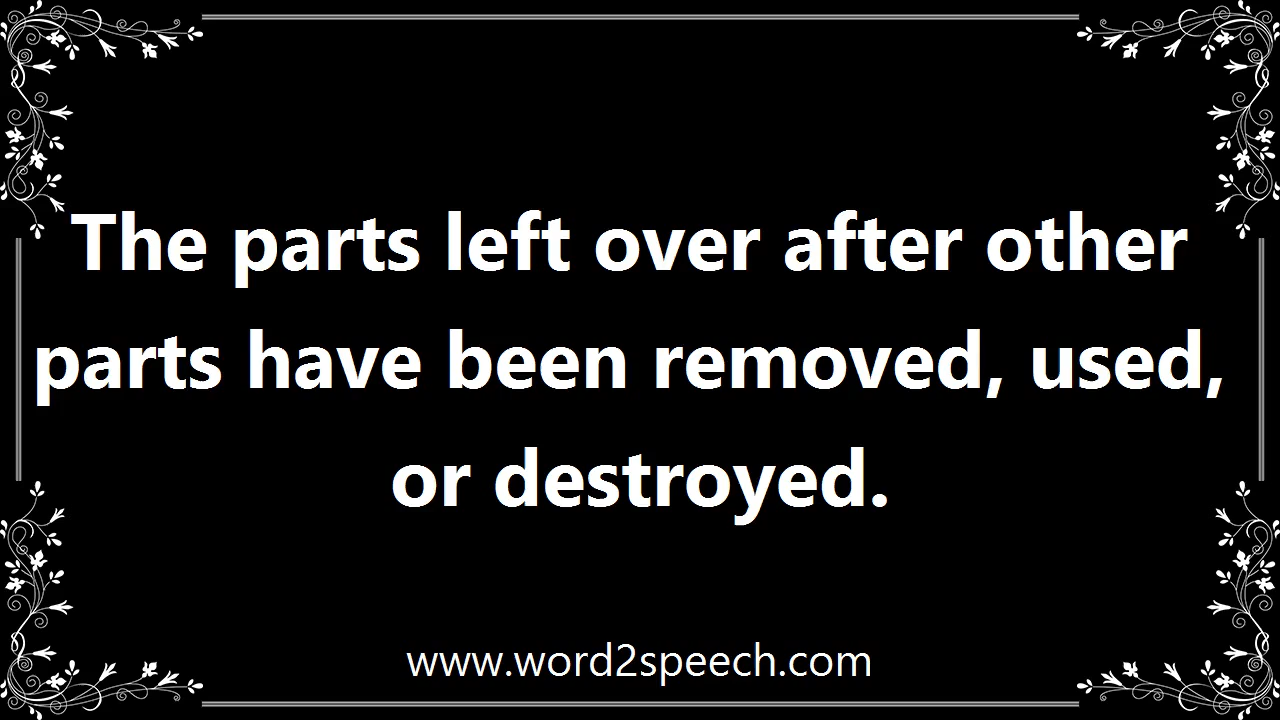 The parts left over after other
parts have been removed, used,
or destroyed.
www.word2speech.com